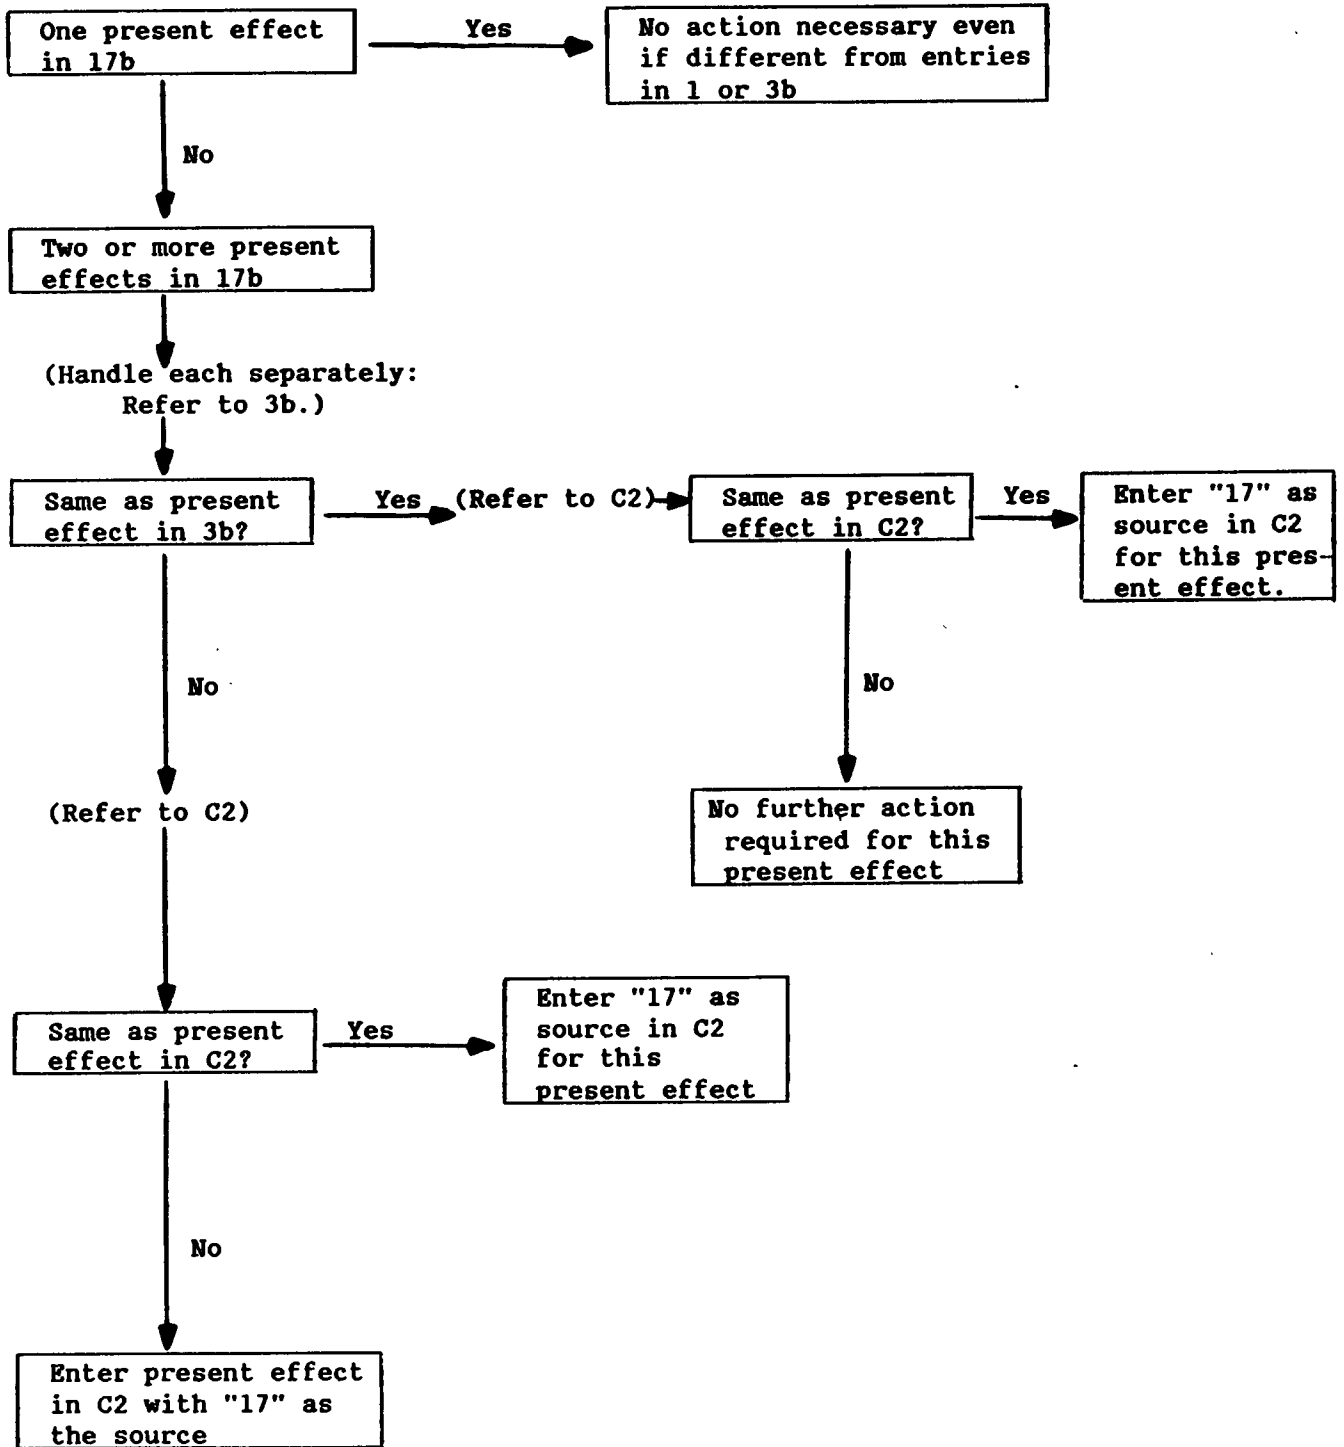 One present effect
in 17b
Yes
No action necessary even
if different from entries
in 1 or 3b
No
Two or more present
effects in 17b
(Handle each separately:
Refer to 3b.)
Same as present
effect in 3b?
Yes
(Refer to C2)
Same as present
effect in C2?
Yes
Enter "17" as
source in C2
for this pres-
ent effect.
No
No
No further action
required for this
present effect
(Refer to C2)
Same as present
effect in C2?
Yes
Enter "17" as
source in C2
for this
present effect
No
Enter present effect
in C2 with "17" as
the source